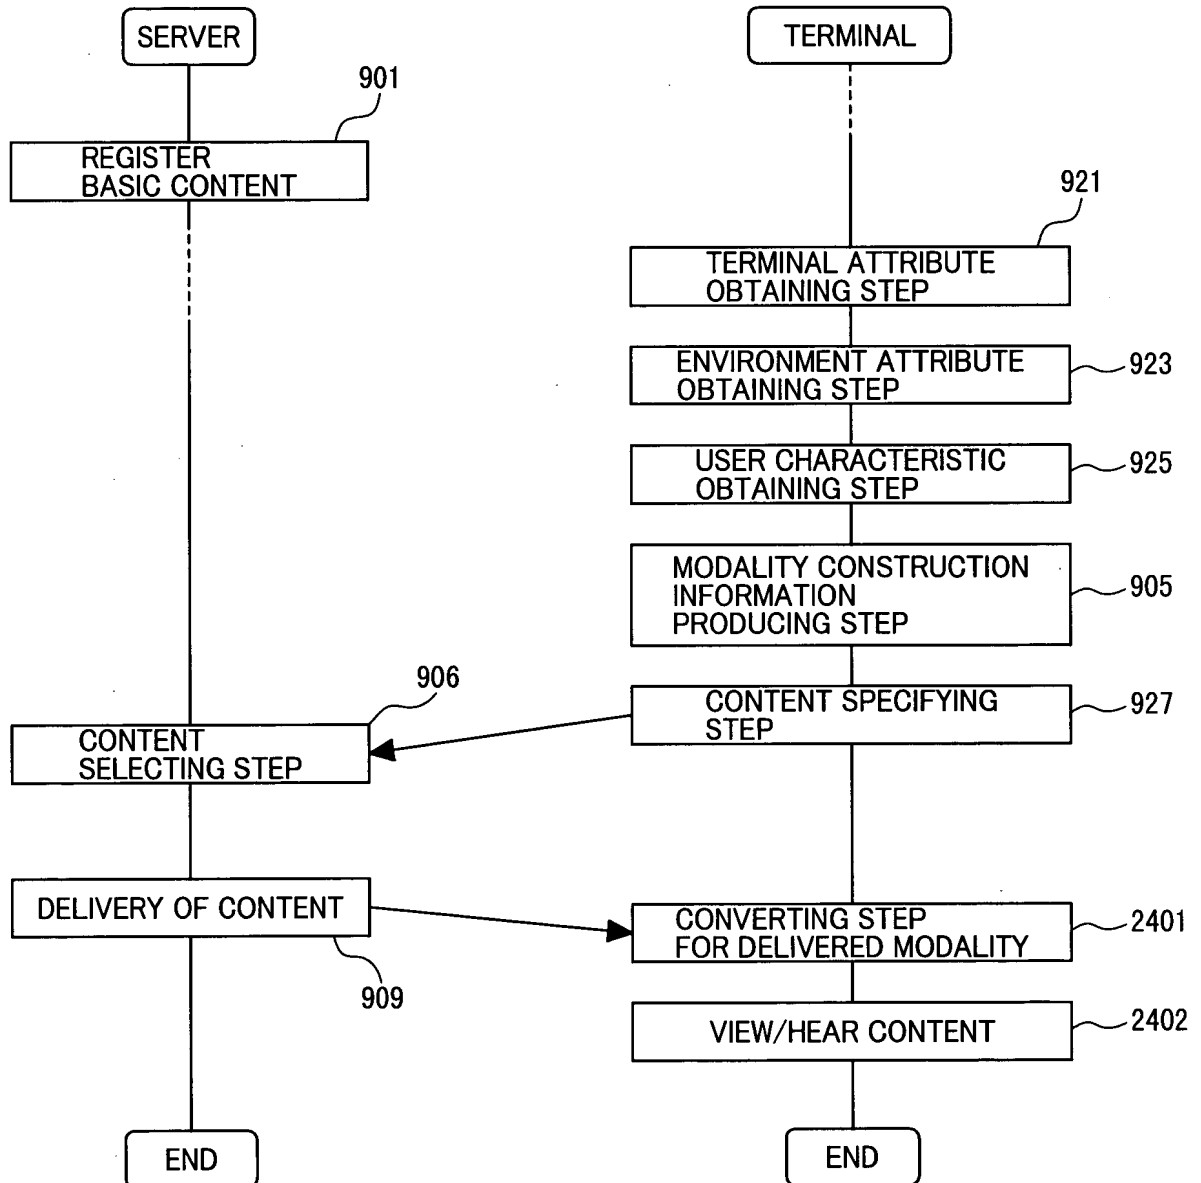 SERVER
TERMINAL
901
REGISTER
BASIC CONTENT
921
TERMINAL ATTRIBUTE
OBTAINING STEP
ENVIRONMENT ATTRIBUTE
OBTAINING STEP
923
USER CHARACTERISTIC
OBTAINING STEP
925
MODALITY CONSTRUCTION
INFORMATION
PRODUCING STEP
905
906
CONTENT SPECIFYING
STEP
927
CONTENT
SELECTING STEP
DELIVERY OF CONTENT
909
CONVERTING STEP
FOR DELIVERED MODALITY
2401
VIEW/HEAR CONTENT
2402
END
END